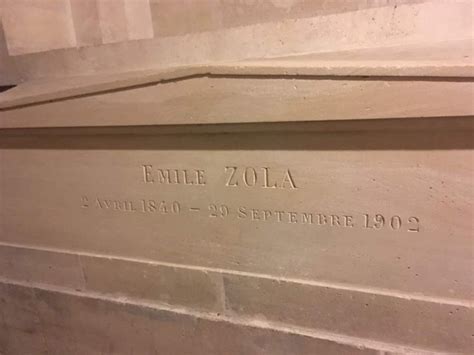 EMILE ZOLA
2 AVRIL 1840 – 29 SEPTEMBRE 1902